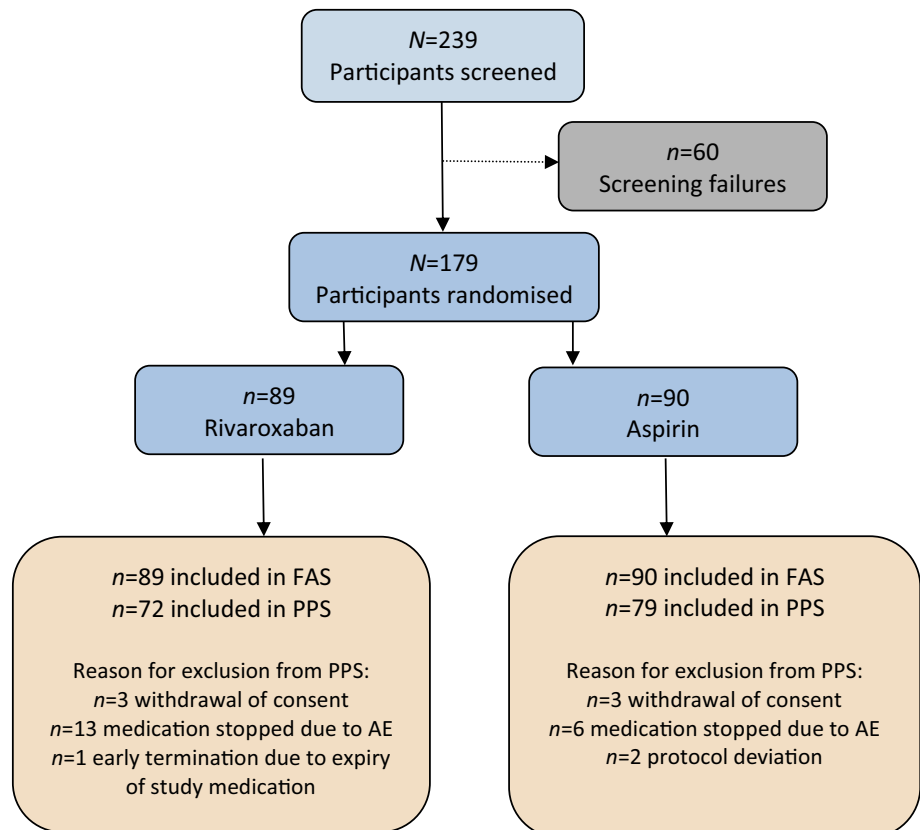 N=239
Participants screened
n=60
Screening failures
N=179
Participants randomised
n=89
Rivaroxaban
n=90
Aspirin
n=89 included in FAS
n=72 included in PPS
Reason for exclusion from PPS:
n=3 withdrawal of consent
n=13 medication stopped due to AE
n=1 early termination due to expiry
of study medication
n=90 included in FAS
n=79 included in PPS
Reason for exclusion from PPS:
n=3 withdrawal of consent
n=6 medication stopped due to AE
n=2 protocol deviation